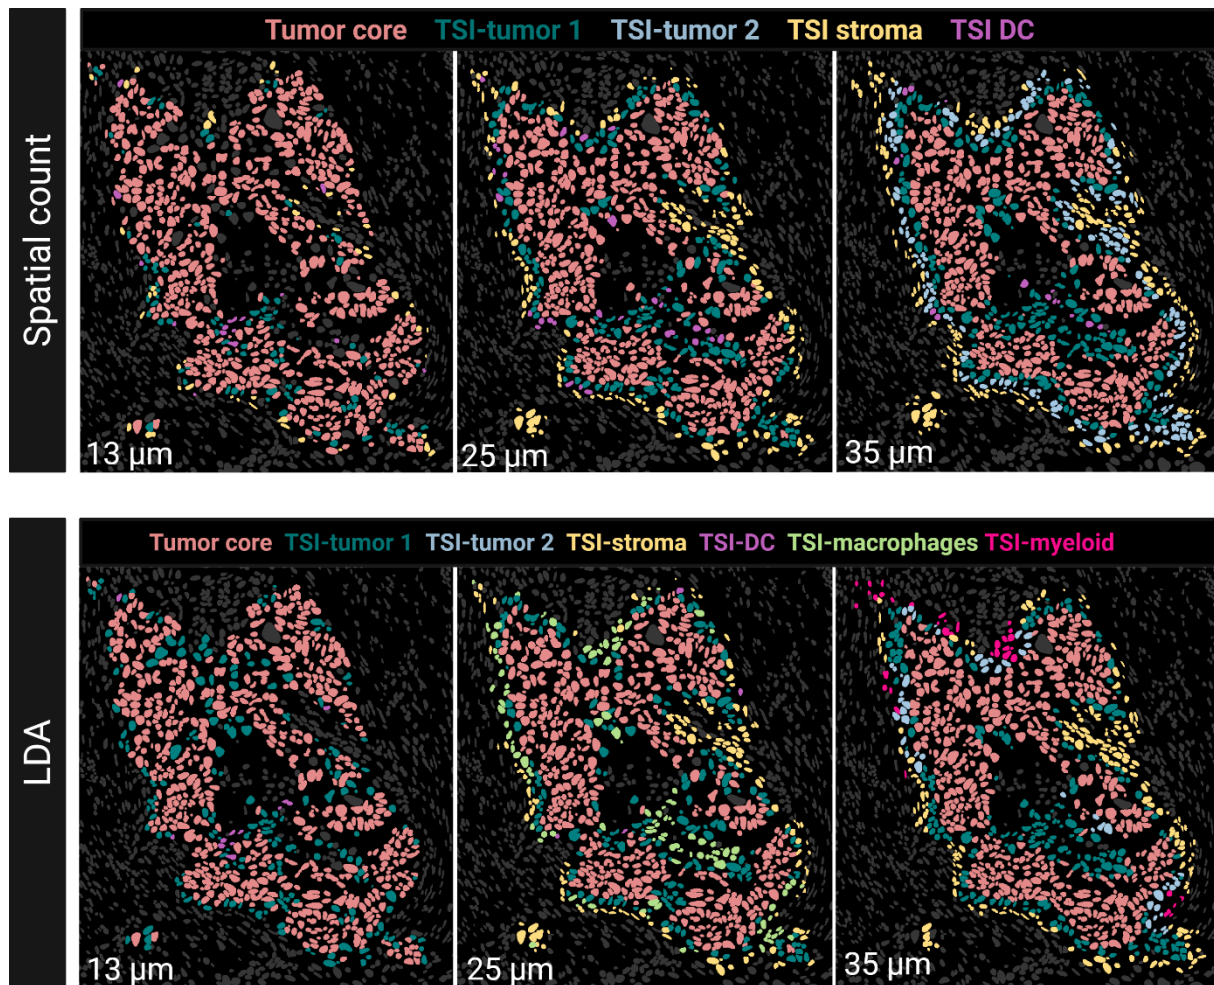 Tumor core TSI-tumor 1 TSI-tumor 2 TSI stroma TSI DC
Spatial count
13 µm
25 µm
35 µm
Tumor core TSI-tumor 1 TSI-tumor 2 TSI-stroma TSI-DC TSI-macrophages TSI-myeloid
LDA
13 µm
25 µm
35 µm